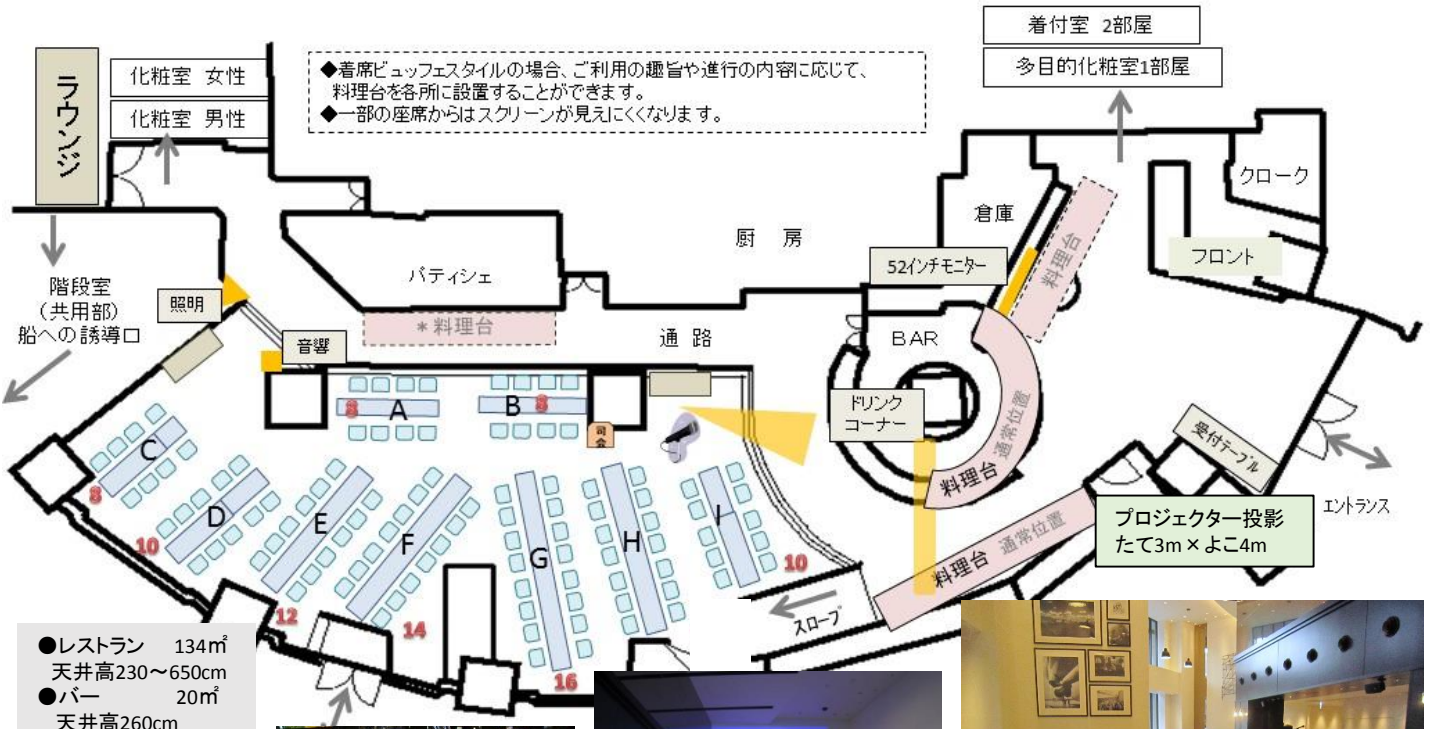 着付室 2部屋
多目的化粧室1部屋
ラウンジ
化粧室 女性
化粧室 男性
◆着席ビュッフェスタイルの場合、ご利用の趣旨や進行の内容に応じて、
料理台を各所に設置することができます。
◆一部の座席からはスクリーンが見えにくくなります。
クローク
倉庫
厨 房
料理台
フロント
52インチモニター
パティシェ
階段室
(共用部)
船への誘導口
照明
*料理台
音響
通 路
BAR
ドリンク
コーナー
料理台 通常位置
受付テーブル
エントランス
A
8
B
8
司会
C
8
D
10
E
12
F
14
G
16
H
I
10
料理台 通常位置
スロープ
プロジェクター投影
たて3m×よこ4m
●レストラン 134㎡
天井高230~650cm
●バー 20㎡
天井高260cm